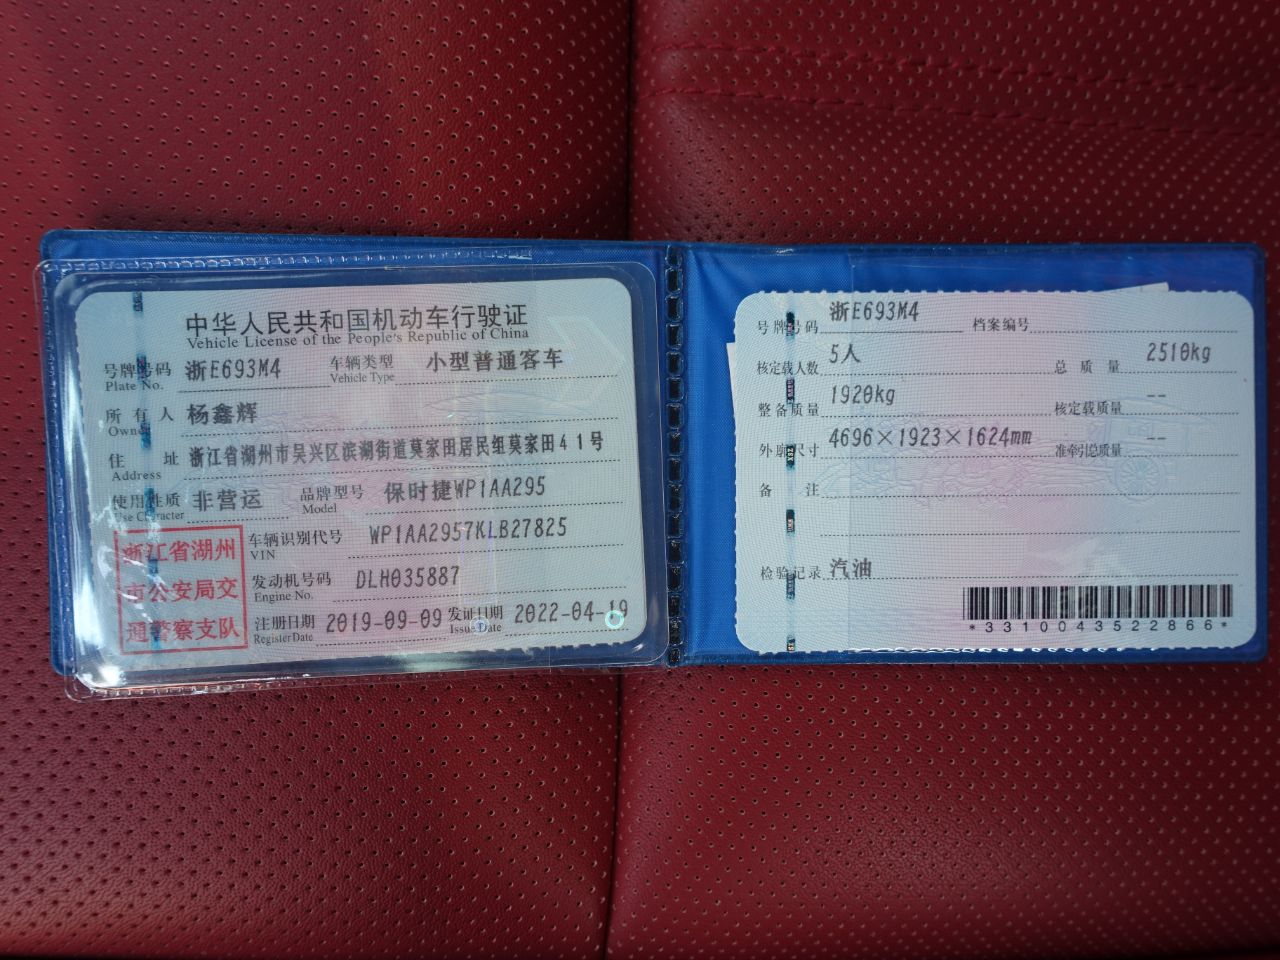 中华人民共和国机动车行驶证
Vehicle License of the People's Republic of China
号牌号码 浙E693M4 车辆类型 小型普通客车
Plate No. Vehicle Type
所有人 杨鑫辉
Owner
住址 浙江省湖州市吴兴区滨湖街道莫家田居民组莫家田41号
Address
使用性质 非营运 品牌型号 保时捷WP1AA295
Use Character Model
浙江省湖州
市公安局交
通警察支队
车辆识别代号 WP1AA2957KLB27825
VIN
发动机号码 DLH035887
Engine No.
注册日期 2019-09-09 发证日期 2022-04-19
Register Date Issue Date
号牌号码 浙E693M4 档案编号
核定载人数 5人 总质量 2510kg
整备质量 1920kg 核定载质量 --
外廓尺寸 4696×1923×1624mm 准牵引总质量 --
备注
检验记录 汽油
*3310043522866*